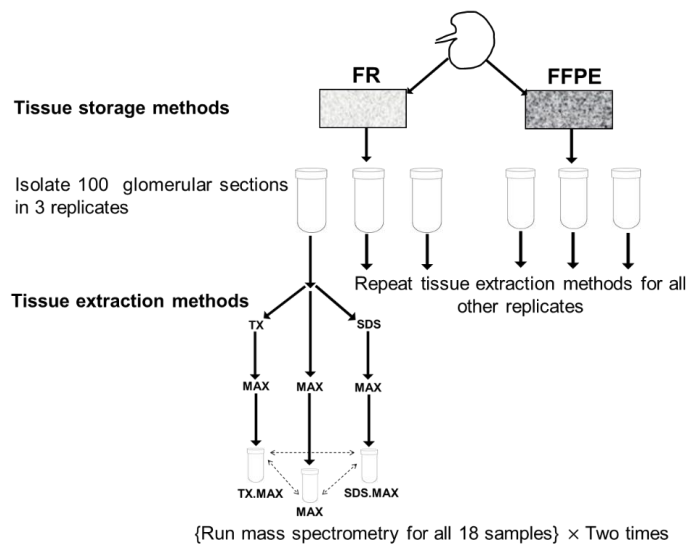 FR
FFPE
Tissue storage methods
Isolate 100 glomerular sections
in 3 replicates
Repeat tissue extraction methods for all
other replicates
Tissue extraction methods
TX
SDS
MAX
MAX
MAX
TX.MAX
MAX
SDS.MAX
{Run mass spectrometry for all 18 samples} × Two times